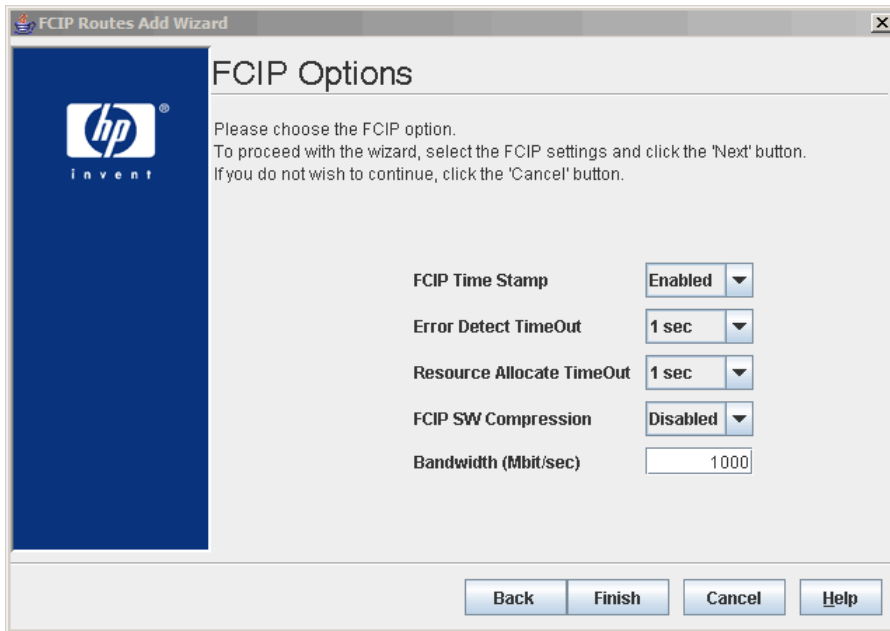 FCIP Routes Add Wizard
FCIP Options
hp
®
invent
Please choose the FCIP option.
To proceed with the wizard, select the FCIP settings and click the 'Next' button.
If you do not wish to continue, click the 'Cancel' button.
FCIP Time Stamp Enabled
Error Detect TimeOut 1 sec
Resource Allocate TimeOut 1 sec
FCIP SW Compression Disabled
Bandwidth (Mbit/sec) 1000
Back Finish Cancel Help